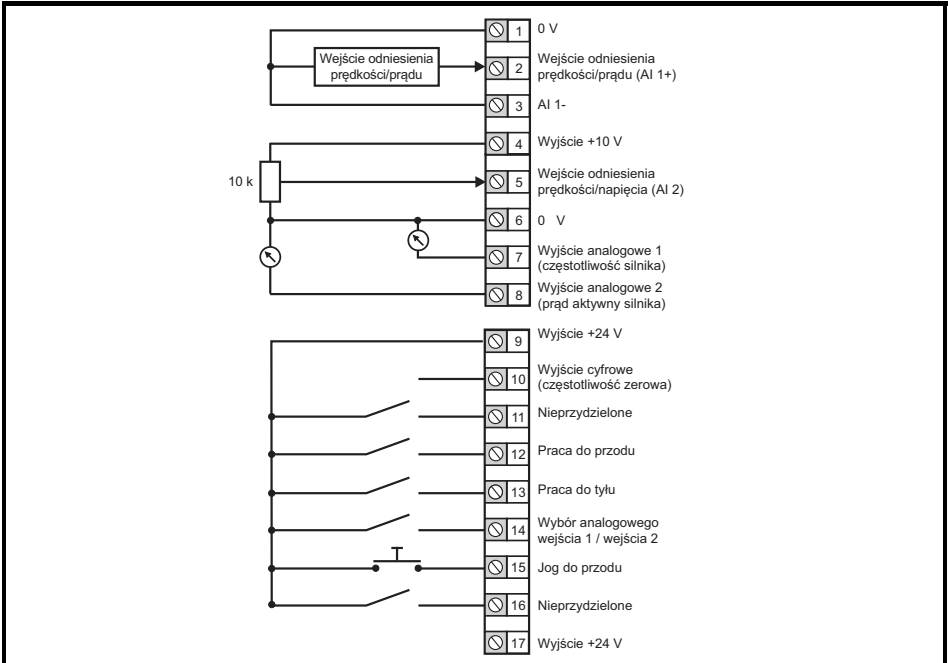 1 0 V
Wejście odniesienia
prędkości/prądu
2 Wejście odniesienia
prędkości/prądu (AI 1+)
3 AI 1-
4 Wyjście +10 V
10 k
5 Wejście odniesienia
prędkości/napięcia (AI 2)
6 0 V
7 Wyjście analogowe 1
(częstotliwość silnika)
8 Wyjście analogowe 2
(prąd aktywny silnika)
9 Wyjście +24 V
10 Wyjście cyfrowe
(częstotliwość zerowa)
11 Nieprzydzielone
12 Praca do przodu
13 Praca do tyłu
14 Wybór analogowego
wejścia 1 / wejścia 2
15 Jog do przodu
16 Nieprzydzielone
17 Wyjście +24 V